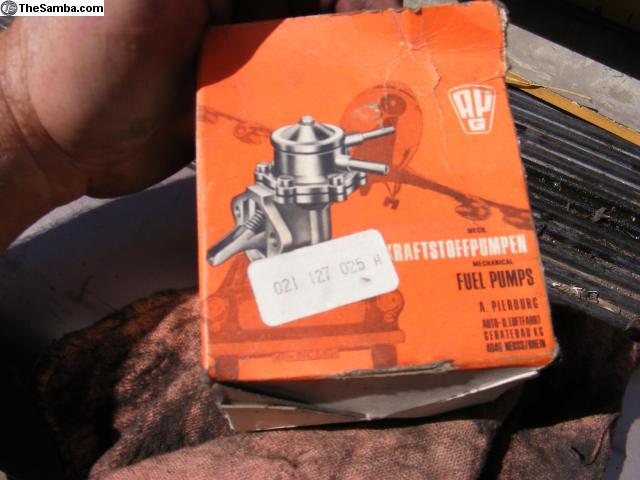 TheSamba.com
APG
MECH.
KRAFTSTOFFPUMPEN
MECHANICAL
FUEL PUMPS
021 127 025 A
A. PIERBURG
AUTO-U. LUFTFAHRT
GERÄTEBAU KG
4040 NEUSS/RHEIN